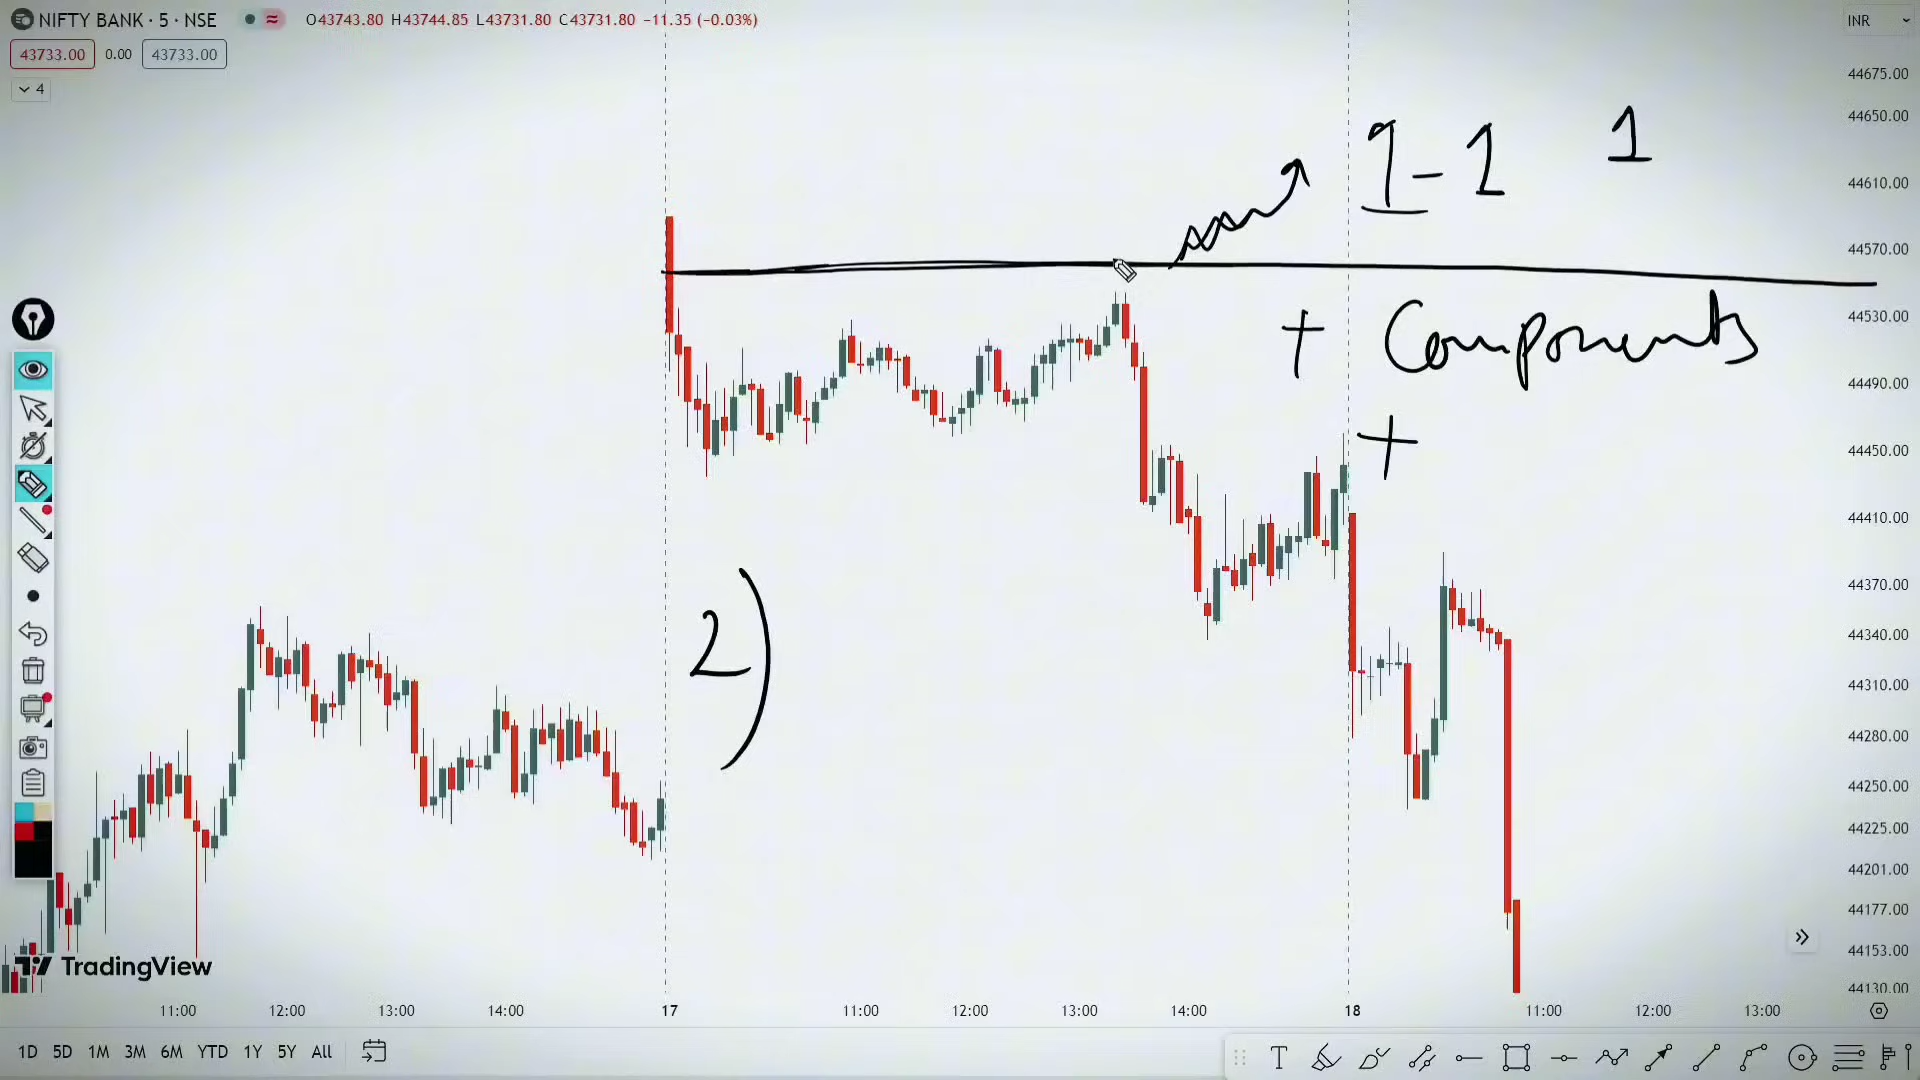 NIFTY BANK · 5 · NSE
O43743.80 H43744.85 L43731.80 C43731.80 −11.35 (−0.03%)
INR
43733.00 0.00 43733.00
4
44675.00
44650.00
44610.00
44570.00
44530.00
44490.00
44450.00
44410.00
44370.00
44340.00
44310.00
44280.00
44250.00
44225.00
44201.00
44177.00
44153.00
44130.00
1 - 1 1
+ Components
+
2)
TradingView
11:00 12:00 13:00 14:00 17 11:00 12:00 13:00 14:00 18 11:00 12:00 13:00
1D 5D 1M 3M 6M YTD 1Y 5Y All
T